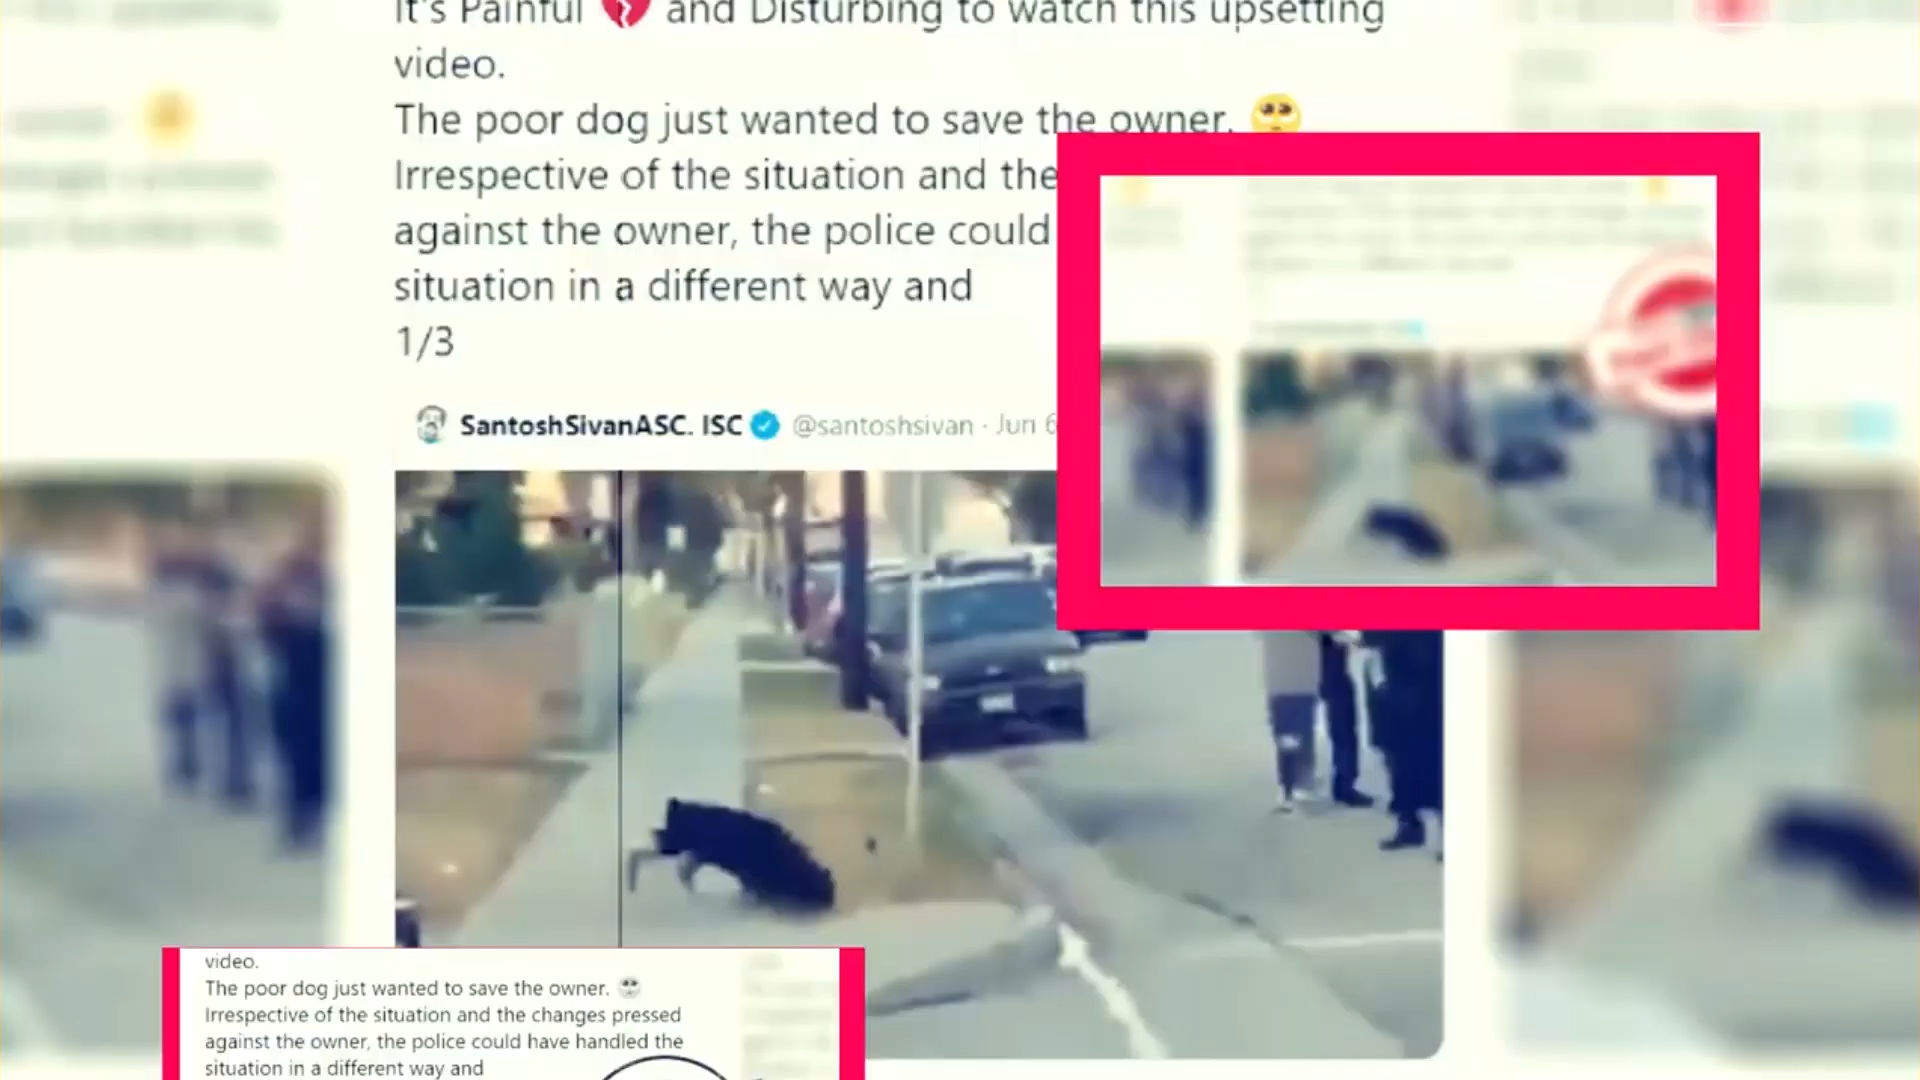 It's Painful 💔 and Disturbing to watch this upsetting
video.
The poor dog just wanted to save the owner. 🥺
Irrespective of the situation and the
against the owner, the police could
situation in a different way and
1/3
SantoshSivanASC. ISC @santoshsivan · Jun 6
video.
The poor dog just wanted to save the owner. 🥺
Irrespective of the situation and the changes pressed
against the owner, the police could have handled the
situation in a different way and